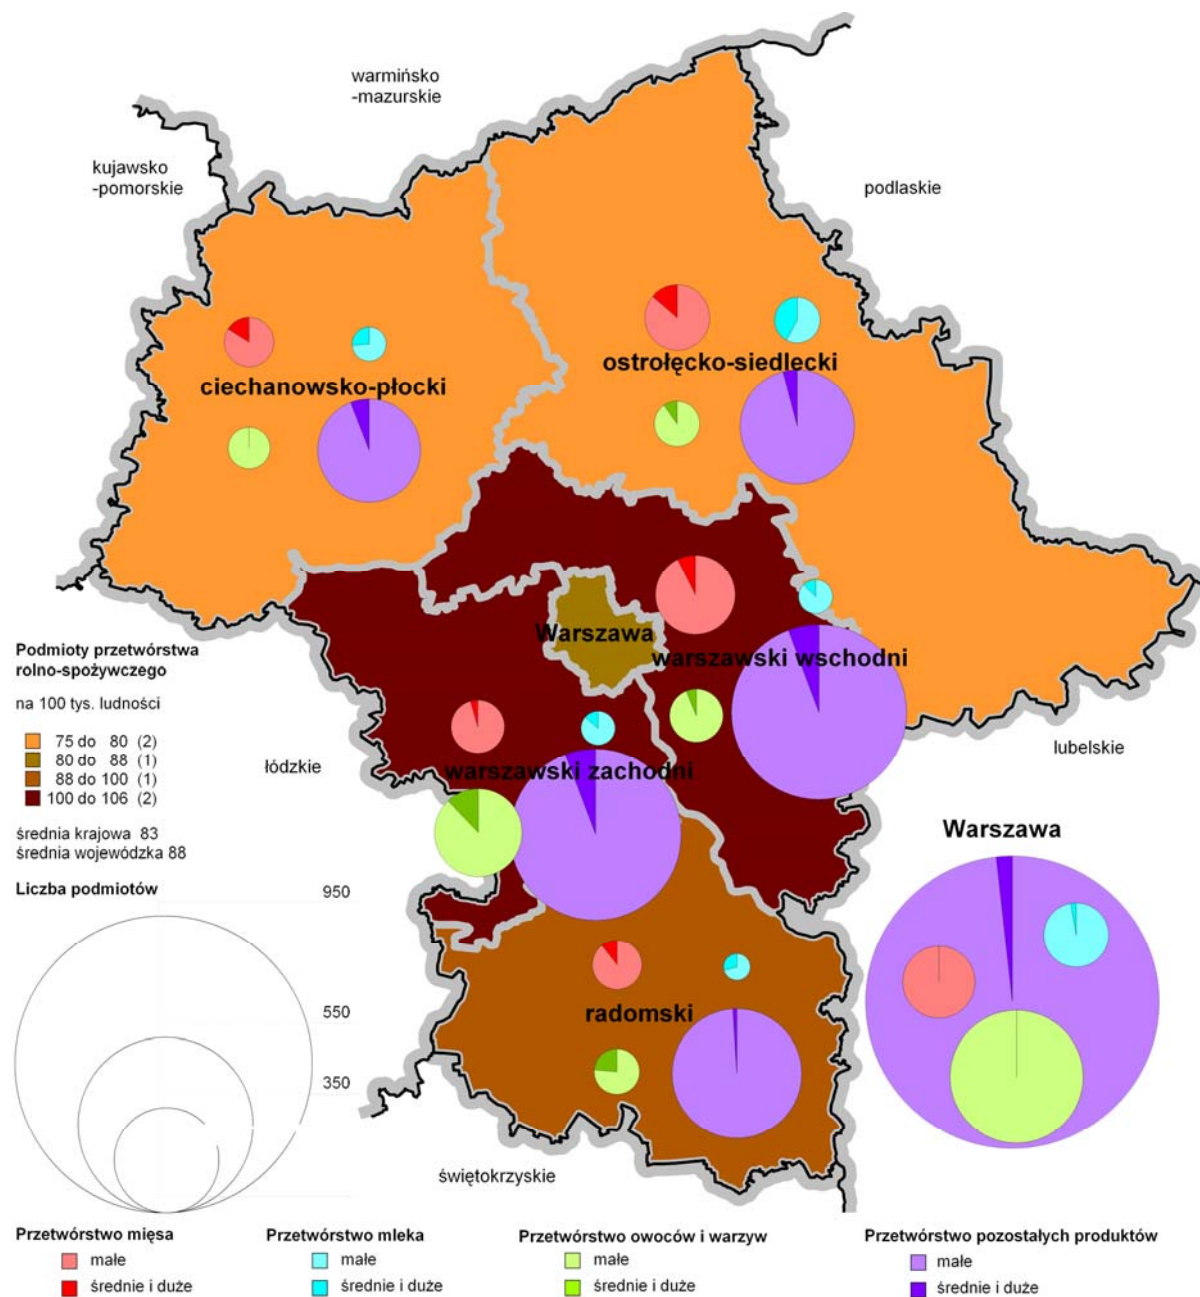 warmińsko
-mazurskie
kujawsko
-pomorskie
podlaskie
ostrołęcko-siedlecki
ciechanowsko-płocki
Warszawa
warszawski wschodni
Podmioty przetwórstwa
rolno-spożywczego
na 100 tys. ludności
75 do 80 (2)
80 do 88 (1)
88 do 100 (1)
100 do 106 (2)
średnia krajowa 83
średnia wojewódzka 88
łódzkie
lubelskie
warszawski zachodni
Warszawa
Liczba podmiotów
950
550
350
radomski
świętokrzyskie
Przetwórstwo mięsa
małe
średnie i duże
Przetwórstwo mleka
małe
średnie i duże
Przetwórstwo owoców i warzyw
małe
średnie i duże
Przetwórstwo pozostałych produktów
małe
średnie i duże